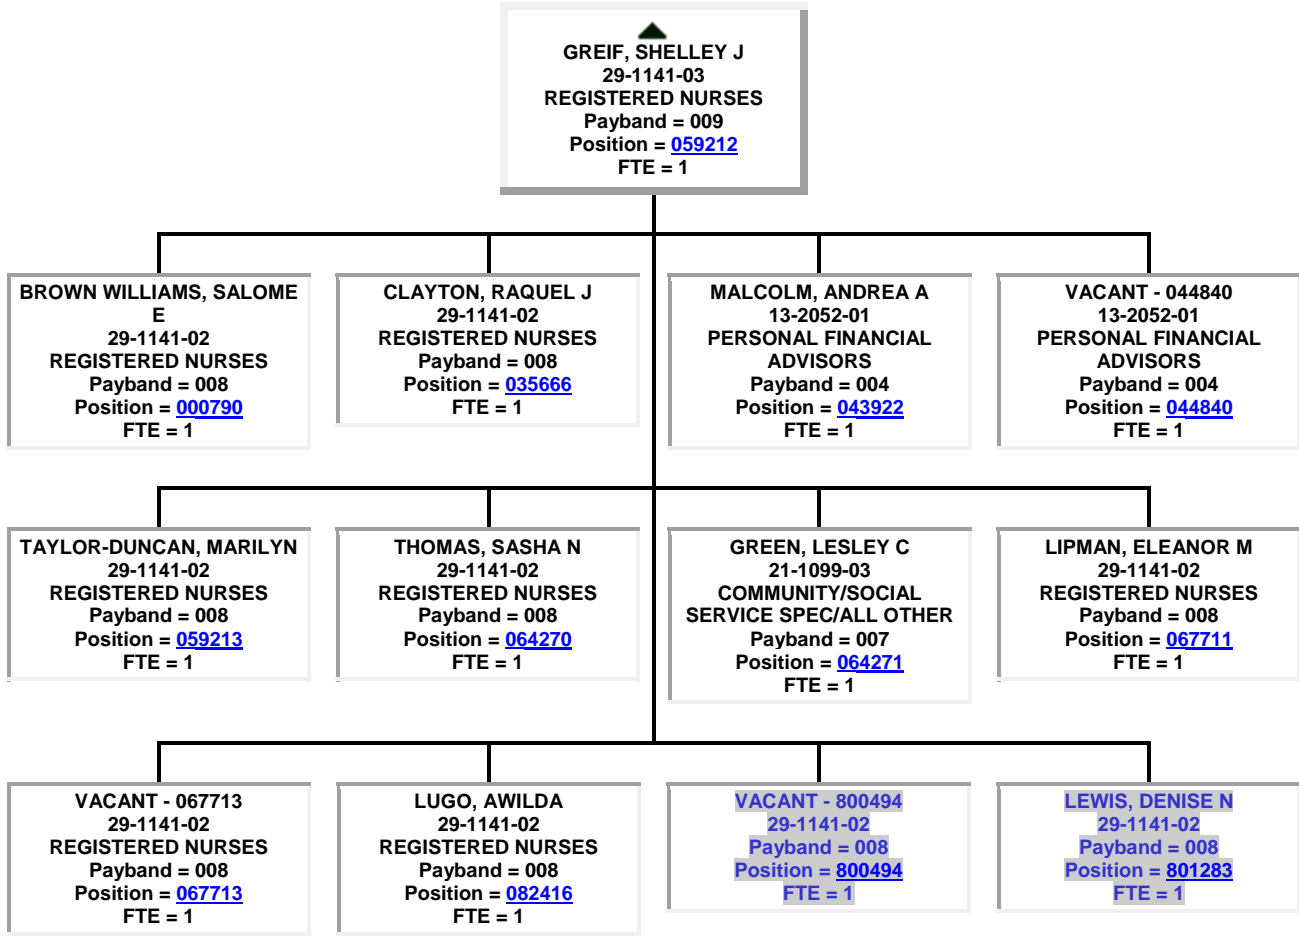 GREIF, SHELLEY J
29-1141-03
REGISTERED NURSES
Payband = 009
Position = 059212
FTE = 1
BROWN WILLIAMS, SALOME
E
29-1141-02
REGISTERED NURSES
Payband = 008
Position = 000790
FTE = 1
CLAYTON, RAQUEL J
29-1141-02
REGISTERED NURSES
Payband = 008
Position = 035666
FTE = 1
MALCOLM, ANDREA A
13-2052-01
PERSONAL FINANCIAL
ADVISORS
Payband = 004
Position = 043922
FTE = 1
VACANT - 044840
13-2052-01
PERSONAL FINANCIAL
ADVISORS
Payband = 004
Position = 044840
FTE = 1
TAYLOR-DUNCAN, MARILYN
29-1141-02
REGISTERED NURSES
Payband = 008
Position = 059213
FTE = 1
THOMAS, SASHA N
29-1141-02
REGISTERED NURSES
Payband = 008
Position = 064270
FTE = 1
GREEN, LESLEY C
21-1099-03
COMMUNITY/SOCIAL
SERVICE SPEC/ALL OTHER
Payband = 007
Position = 064271
FTE = 1
LIPMAN, ELEANOR M
29-1141-02
REGISTERED NURSES
Payband = 008
Position = 067711
FTE = 1
VACANT - 067713
29-1141-02
REGISTERED NURSES
Payband = 008
Position = 067713
FTE = 1
LUGO, AWILDA
29-1141-02
REGISTERED NURSES
Payband = 008
Position = 082416
FTE = 1
VACANT - 800494
29-1141-02
Payband = 008
Position = 800494
FTE = 1
LEWIS, DENISE N
29-1141-02
Payband = 008
Position = 801283
FTE = 1